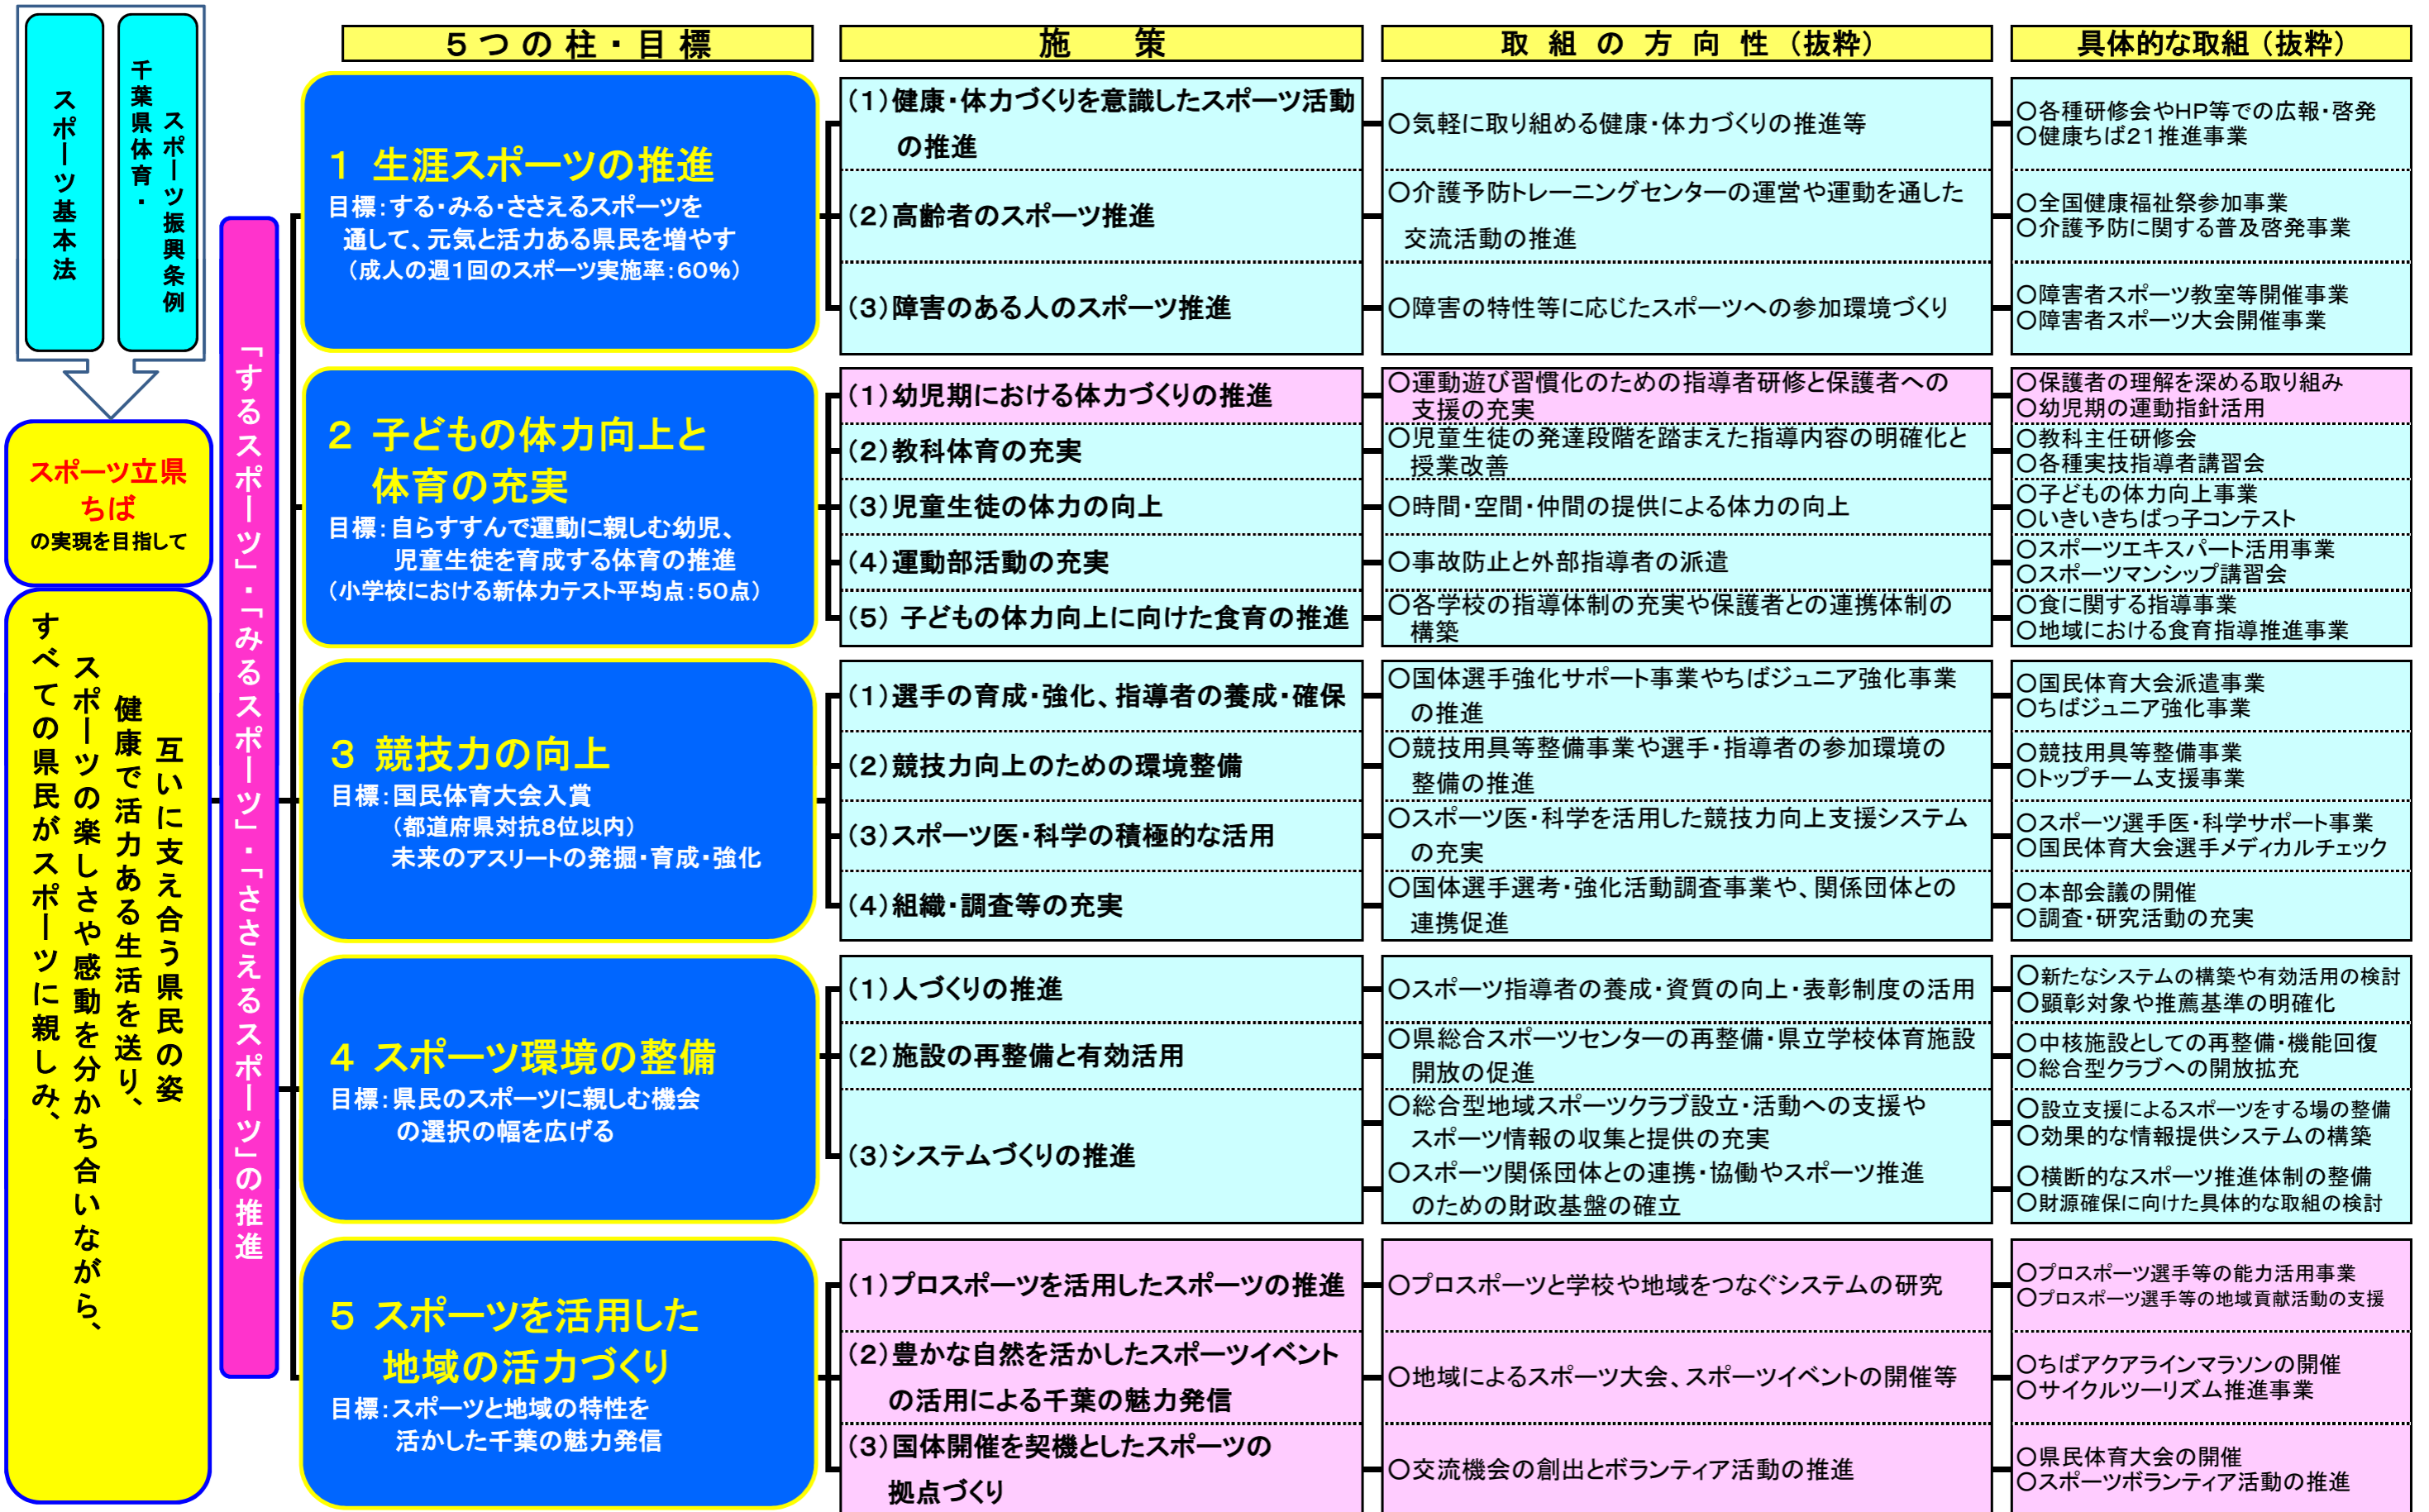 スポーツ基本法
千葉県体育・
スポーツ振興条例
スポーツ立県
ちば
の実現を目指して
すべての県民がスポーツに親しみ、
スポーツの楽しさや感動を分かち合いながら、
健康で活力ある生活を送り、
互いに支え合う県民の姿
「するスポーツ」・「みるスポーツ」・「ささえるスポーツ」の推進
5つの柱・目標
施 策
取組の方向性（抜粋）
具体的な取組（抜粋）
1 生涯スポーツの推進
目標：する・みる・ささえるスポーツを
通して、元気と活力ある県民を増やす
（成人の週1回のスポーツ実施率：60％）
（1）健康・体力づくりを意識したスポーツ活動
の推進
○気軽に取り組める健康・体力づくりの推進等
○各種研修会やHP等での広報・啓発
○健康ちば21推進事業
（2）高齢者のスポーツ推進
○介護予防トレーニングセンターの運営や運動を通した
交流活動の推進
○全国健康福祉祭参加事業
○介護予防に関する普及啓発事業
（3）障害のある人のスポーツ推進
○障害の特性等に応じたスポーツへの参加環境づくり
○障害者スポーツ教室等開催事業
○障害者スポーツ大会開催事業
2 子どもの体力向上と
体育の充実
目標：自らすすんで運動に親しむ幼児、
児童生徒を育成する体育の推進
（小学校における新体力テスト平均点：50点）
（1）幼児期における体力づくりの推進
○運動遊び習慣化のための指導者研修と保護者への
支援の充実
○保護者の理解を深める取り組み
○幼児期の運動指針活用
（2）教科体育の充実
○児童生徒の発達段階を踏まえた指導内容の明確化と
授業改善
○教科主任研修会
○各種実技指導者講習会
（3）児童生徒の体力の向上
○時間・空間・仲間の提供による体力の向上
○子どもの体力向上事業
○いきいきちばっ子コンテスト
（4）運動部活動の充実
○事故防止と外部指導者の派遣
○スポーツエキスパート活用事業
○スポーツマンシップ講習会
（5） 子どもの体力向上に向けた食育の推進
○各学校の指導体制の充実や保護者との連携体制の
構築
○食に関する指導事業
○地域における食育指導推進事業
3 競技力の向上
目標：国民体育大会入賞
（都道府県対抗8位以内）
未来のアスリートの発掘・育成・強化
（1）選手の育成・強化、指導者の養成・確保
○国体選手強化サポート事業やちばジュニア強化事業
の推進
○国民体育大会派遣事業
○ちばジュニア強化事業
（2）競技力向上のための環境整備
○競技用具等整備事業や選手・指導者の参加環境の
整備の推進
○競技用具等整備事業
○トップチーム支援事業
（3）スポーツ医・科学の積極的な活用
○スポーツ医・科学を活用した競技力向上支援システム
の充実
○スポーツ選手医・科学サポート事業
○国民体育大会選手メディカルチェック
（4）組織・調査等の充実
○国体選手選考・強化活動調査事業や、関係団体との
連携促進
○本部会議の開催
○調査・研究活動の充実
4 スポーツ環境の整備
目標：県民のスポーツに親しむ機会
の選択の幅を広げる
（1）人づくりの推進
○スポーツ指導者の養成・資質の向上・表彰制度の活用
○新たなシステムの構築や有効活用の検討
○顕彰対象や推薦基準の明確化
（2）施設の再整備と有効活用
○県総合スポーツセンターの再整備・県立学校体育施設
開放の促進
○中核施設としての再整備・機能回復
○総合型クラブへの開放拡充
（3）システムづくりの推進
○総合型地域スポーツクラブ設立・活動への支援や
スポーツ情報の収集と提供の充実
○設立支援によるスポーツをする場の整備
○効果的な情報提供システムの構築
○スポーツ関係団体との連携・協働やスポーツ推進
のための財政基盤の確立
○横断的なスポーツ推進体制の整備
○財源確保に向けた具体的な取組の検討
5 スポーツを活用した
地域の活力づくり
目標：スポーツと地域の特性を
活かした千葉の魅力発信
（1）プロスポーツを活用したスポーツの推進
○プロスポーツと学校や地域をつなぐシステムの研究
○プロスポーツ選手等の能力活用事業
○プロスポーツ選手等の地域貢献活動の支援
（2）豊かな自然を活かしたスポーツイベント
の活用による千葉の魅力発信
○地域によるスポーツ大会、スポーツイベントの開催等
○ちばアクアラインマラソンの開催
○サイクルツーリズム推進事業
（3）国体開催を契機としたスポーツの
拠点づくり
○交流機会の創出とボランティア活動の推進
○県民体育大会の開催
○スポーツボランティア活動の推進